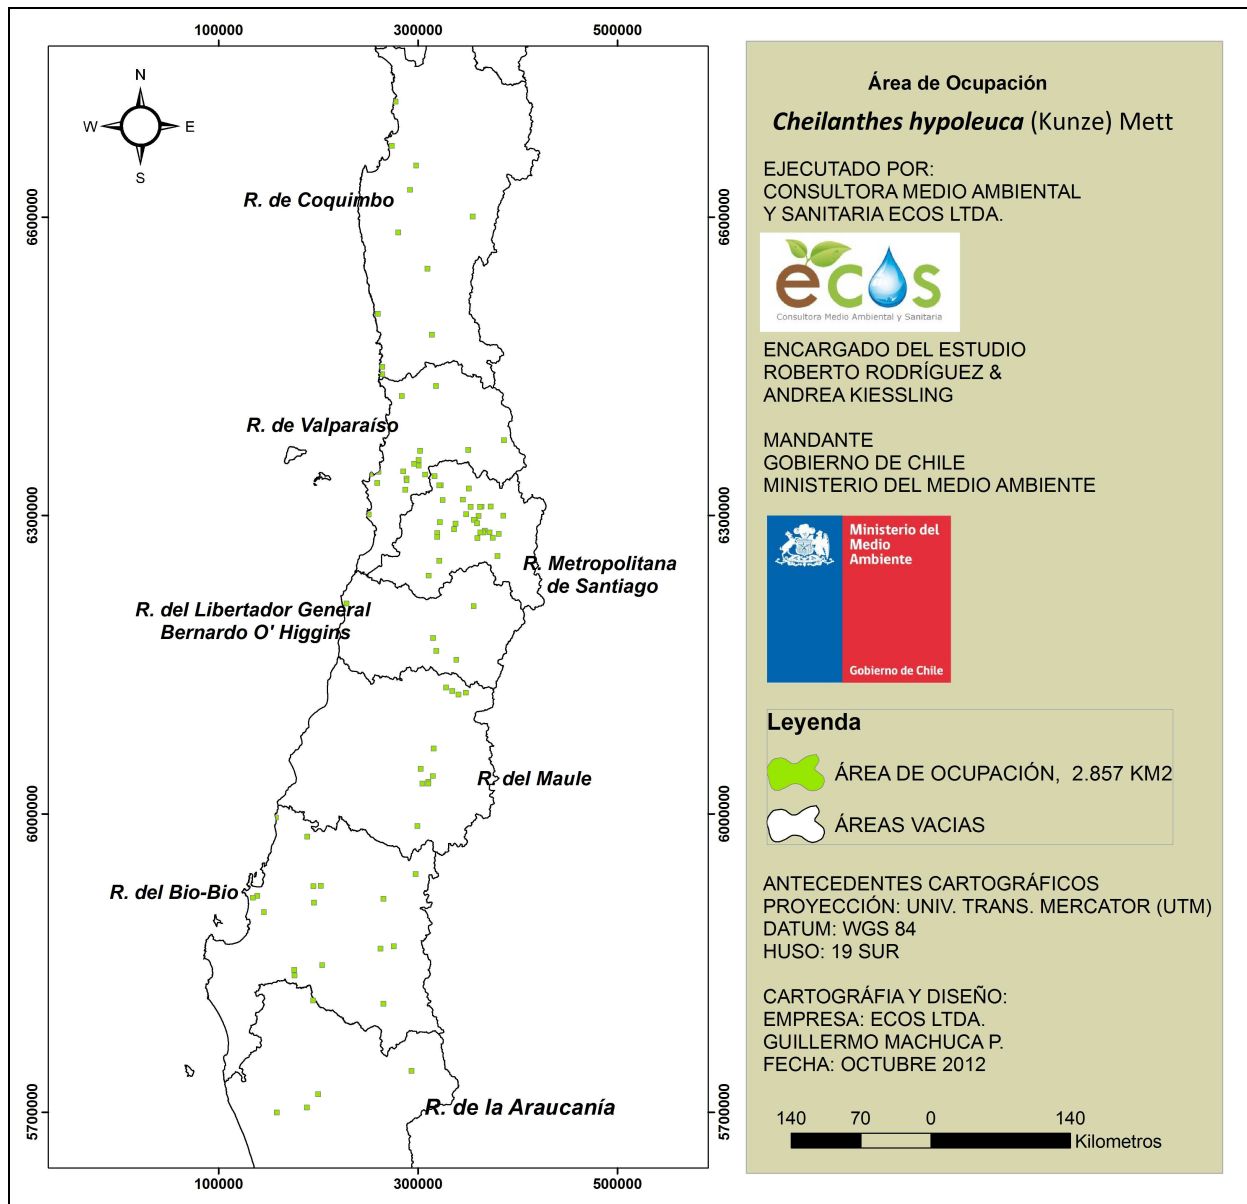 100000
300000
500000
N
W
E
S
6600000
6600000
6300000
6300000
6000000
6000000
5700000
5700000
R. de Coquimbo
R. de Valparaíso
R. Metropolitana
de Santiago
R. del Libertador General
Bernardo O' Higgins
R. del Maule
R. del Bio-Bio
R. de la Araucanía
100000
300000
500000
Área de Ocupación
Cheilanthes hypoleuca (Kunze) Mett
EJECUTADO POR:
CONSULTORA MEDIO AMBIENTAL
Y SANITARIA ECOS LTDA.
ecos
Consultora Medio Ambiental y Sanitaria
ENCARGADO DEL ESTUDIO
ROBERTO RODRÍGUEZ &
ANDREA KIESSLING
MANDANTE
GOBIERNO DE CHILE
MINISTERIO DEL MEDIO AMBIENTE
Ministerio del
Medio
Ambiente
Gobierno de Chile
Leyenda
ÁREA DE OCUPACIÓN, 2.857 KM2
ÁREAS VACIAS
ANTECEDENTES CARTOGRÁFICOS
PROYECCIÓN: UNIV. TRANS. MERCATOR (UTM)
DATUM: WGS 84
HUSO: 19 SUR
CARTOGRÁFIA Y DISEÑO:
EMPRESA: ECOS LTDA.
GUILLERMO MACHUCA P.
FECHA: OCTUBRE 2012
140 70 0 140
Kilometros